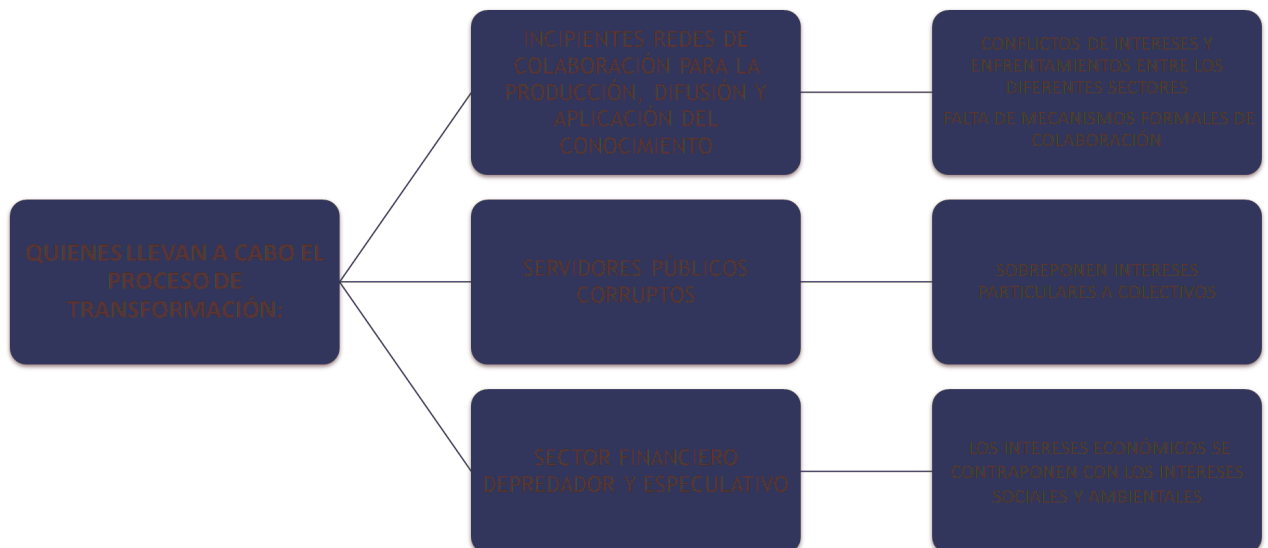 QUIENES LLEVAN A CABO EL
PROCESO DE
TRANSFORMACIÓN:
INCIPIENTES REDES DE
COLABORACIÓN PARA LA
PRODUCCIÓN, DIFUSIÓN Y
APLICACIÓN DEL
CONOCIMIENTO
CONFLICTOS DE INTERESES Y
ENFRENTAMIENTOS ENTRE LOS
DIFERENTES SECTORES
FALTA DE MECANISMOS FORMALES DE
COLABORACIÓN
SERVIDORES PÚBLICOS
CORRUPTOS
SOBREPONEN INTERESES
PARTICULARES A COLECTIVOS
SECTOR FINANCIERO
DEPREDADOR Y ESPECULATIVO
LOS INTERESES ECONÓMICOS SE
CONTRAPONEN CON LOS INTERESES
SOCIALES Y AMBIENTALES